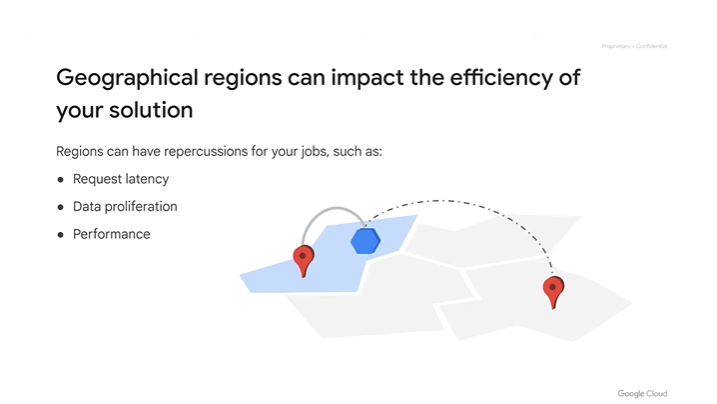 Proprietary + Confidential
Geographical regions can impact the efficiency of
your solution
Regions can have repercussions for your jobs, such as:
● Request latency
● Data proliferation
● Performance
Google Cloud